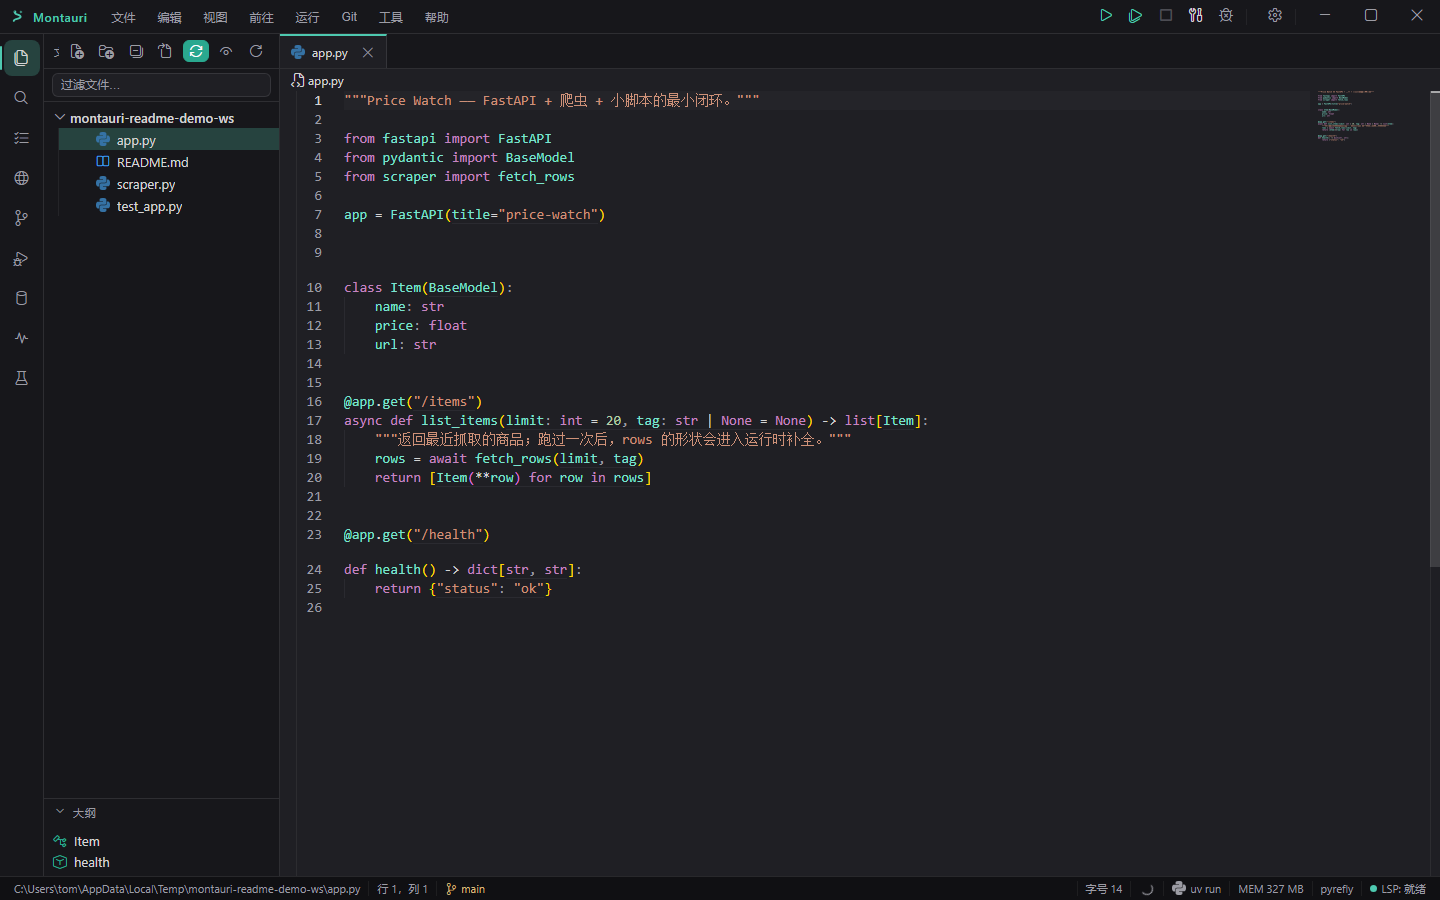 Montauri 文件 编辑 视图 前往 运行 Git 工具 帮助
app.py
过滤文件...
app.py
montauri-readme-demo-ws
app.py
README.md
scraper.py
test_app.py
1 """Price Watch —— FastAPI + 爬虫 + 小脚本的最小闭环。"""
2
3 from fastapi import FastAPI
4 from pydantic import BaseModel
5 from scraper import fetch_rows
6
7 app = FastAPI(title="price-watch")
8
9
10 class Item(BaseModel):
11     name: str
12     price: float
13     url: str
14
15
16 @app.get("/items")
17 async def list_items(limit: int = 20, tag: str | None = None) -> list[Item]:
18     """返回最近抓取的商品；跑过一次后，rows 的形状会进入运行时补全。"""
19     rows = await fetch_rows(limit, tag)
20     return [Item(**row) for row in rows]
21
22
23 @app.get("/health")
24 def health() -> dict[str, str]:
25     return {"status": "ok"}
26
大纲
Item
health
C:\Users\tom\AppData\Local\Temp\montauri-readme-demo-ws\app.py 行 1，列 1 main 字号 14 uv run MEM 327 MB pyrefly LSP: 就绪